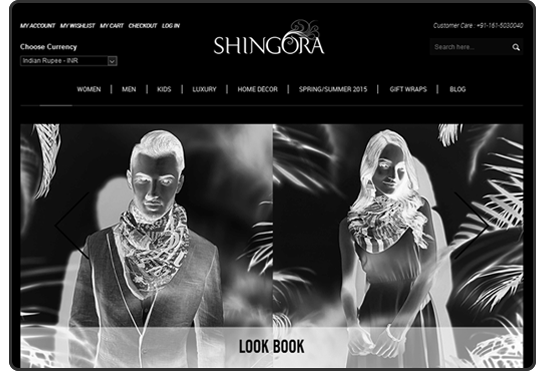 MY ACCOUNT MY WISHLIST MY CART CHECKOUT LOG IN
Customer Care : +91-161-5030040
Choose Currency
Indian Rupee - INR
SHINGORA
Search here...
WOMEN | MEN | KIDS | LUXURY | HOME DECOR | SPRING/SUMMER 2015 | GIFT WRAPS | BLOG
LOOK BOOK